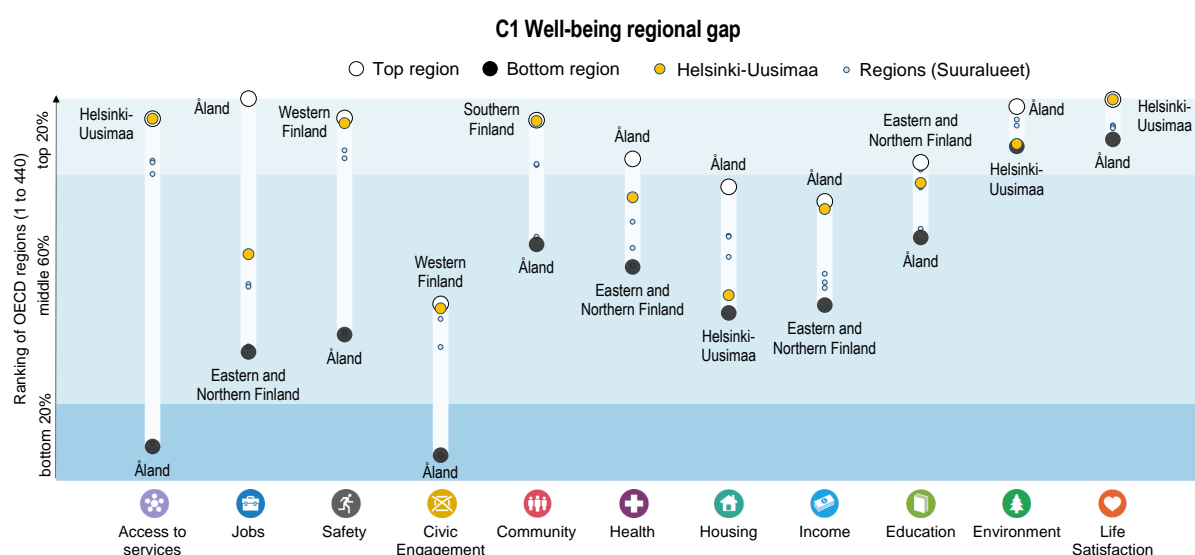 C1 Well-being regional gap
Top region
Bottom region
Helsinki-Uusimaa
Regions (Suuralueet)
Ranking of OECD regions (1 to 440)
top 20%
middle 60%
bottom 20%
Helsinki-
Uusimaa
Åland
Åland
Eastern and
Northern Finland
Western
Finland
Åland
Western
Finland
Åland
Southern
Finland
Åland
Åland
Eastern and
Northern Finland
Åland
Helsinki-
Uusimaa
Åland
Eastern and
Northern Finland
Eastern and
Northern Finland
Åland
Åland
Helsinki-
Uusimaa
Helsinki-
Uusimaa
Åland
Access to
services
Jobs
Safety
Civic
Engagement
Community
Health
Housing
Income
Education
Environment
Life
Satisfaction